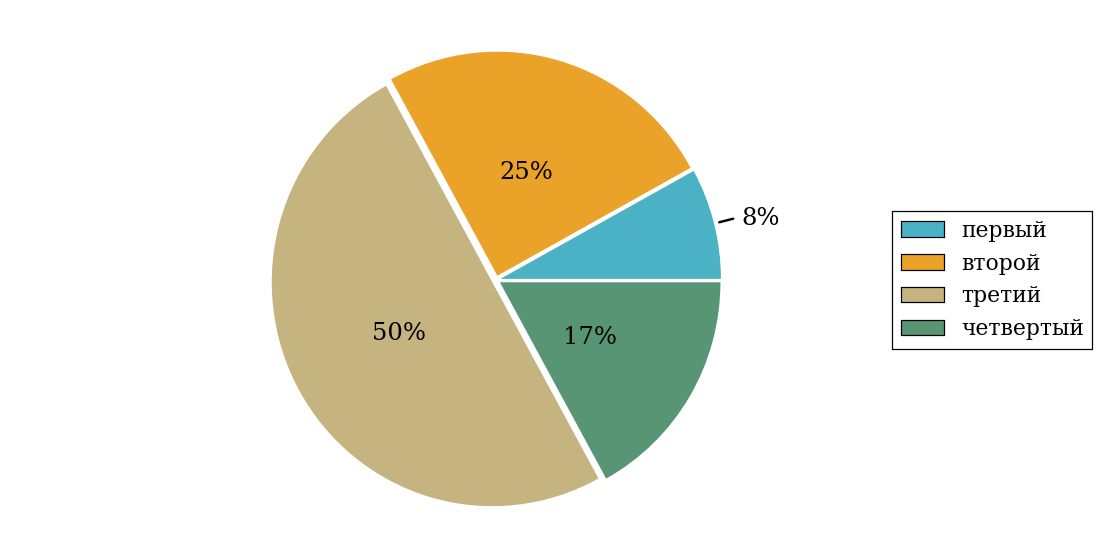 25%
8%
50%
17%
первый
второй
третий
четвертый